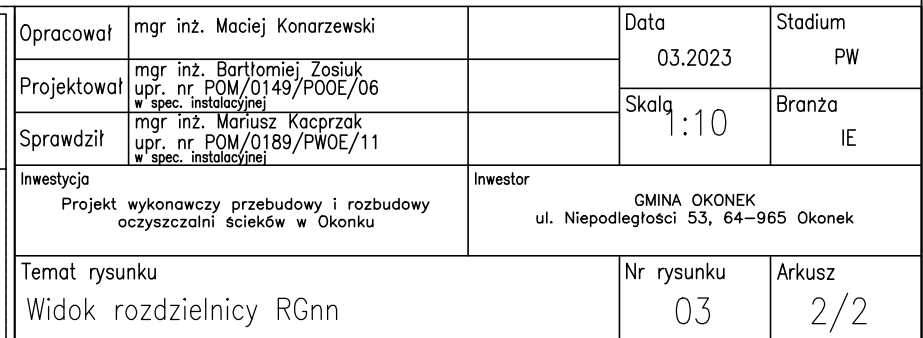 Opracował
mgr inż. Maciej Konarzewski
Data
03.2023
Stadium
PW
Projektował
mgr inż. Bartłomiej Zosiuk
upr. nr POM/0149/POOE/06
w spec. instalacyjnej
Skala
1:10
Branża
IE
Sprawdził
mgr inż. Mariusz Kacprzak
upr. nr POM/0189/PWOE/11
w spec. instalacyjnej
Inwestycja
Projekt wykonawczy przebudowy i rozbudowy
oczyszczalni ścieków w Okonku
Inwestor
GMINA OKONEK
ul. Niepodległości 53, 64-965 Okonek
Temat rysunku
Widok rozdzielnicy RGnn
Nr rysunku
03
Arkusz
2/2